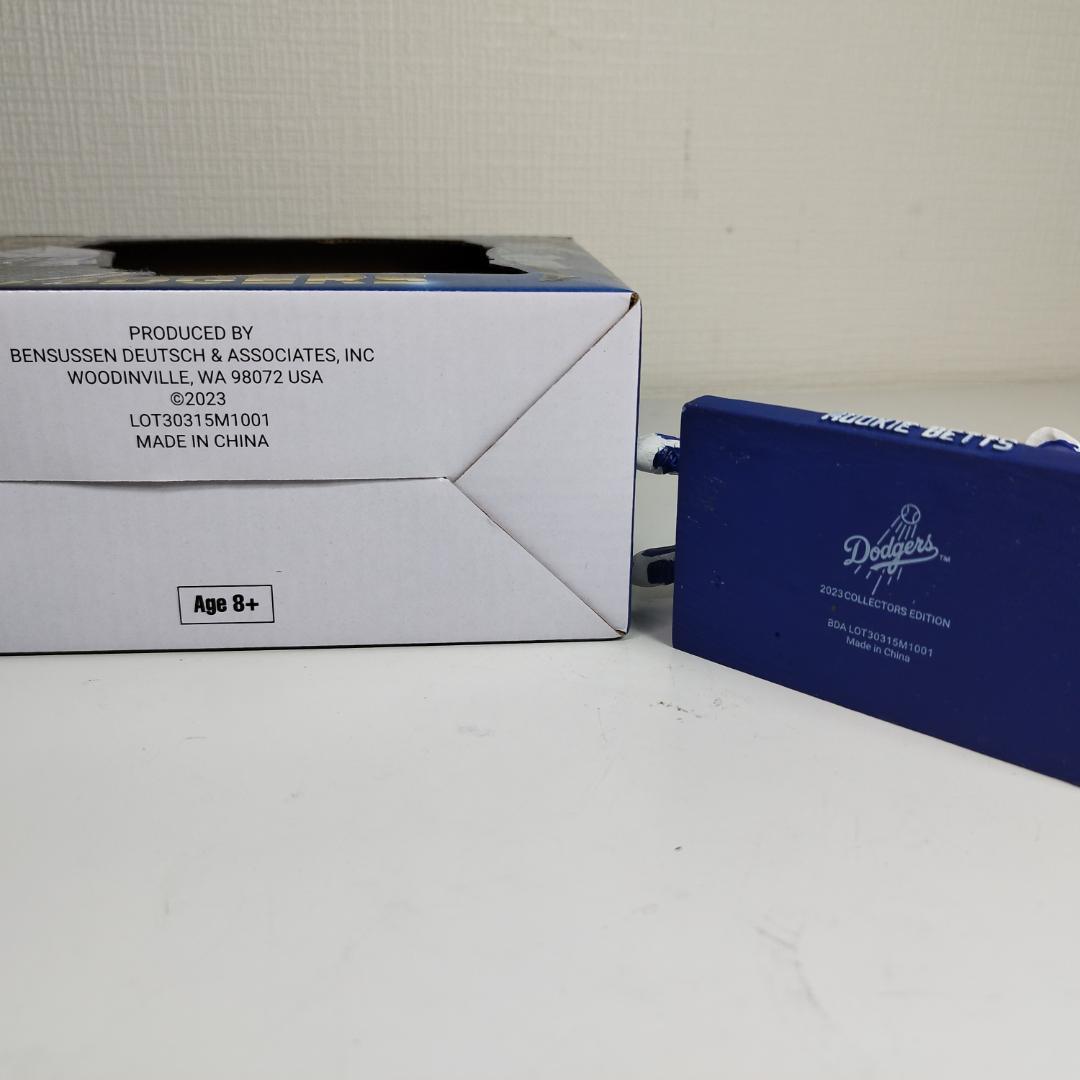 PRODUCED BY
BENSUSSEN DEUTSCH & ASSOCIATES, INC
WOODINVILLE, WA 98072 USA
©2023
LOT30315M1001
MADE IN CHINA
Age 8+
MOOKIE BETTS
Dodgers™
2023 COLLECTORS EDITION
BDA LOT30315M1001
Made in China